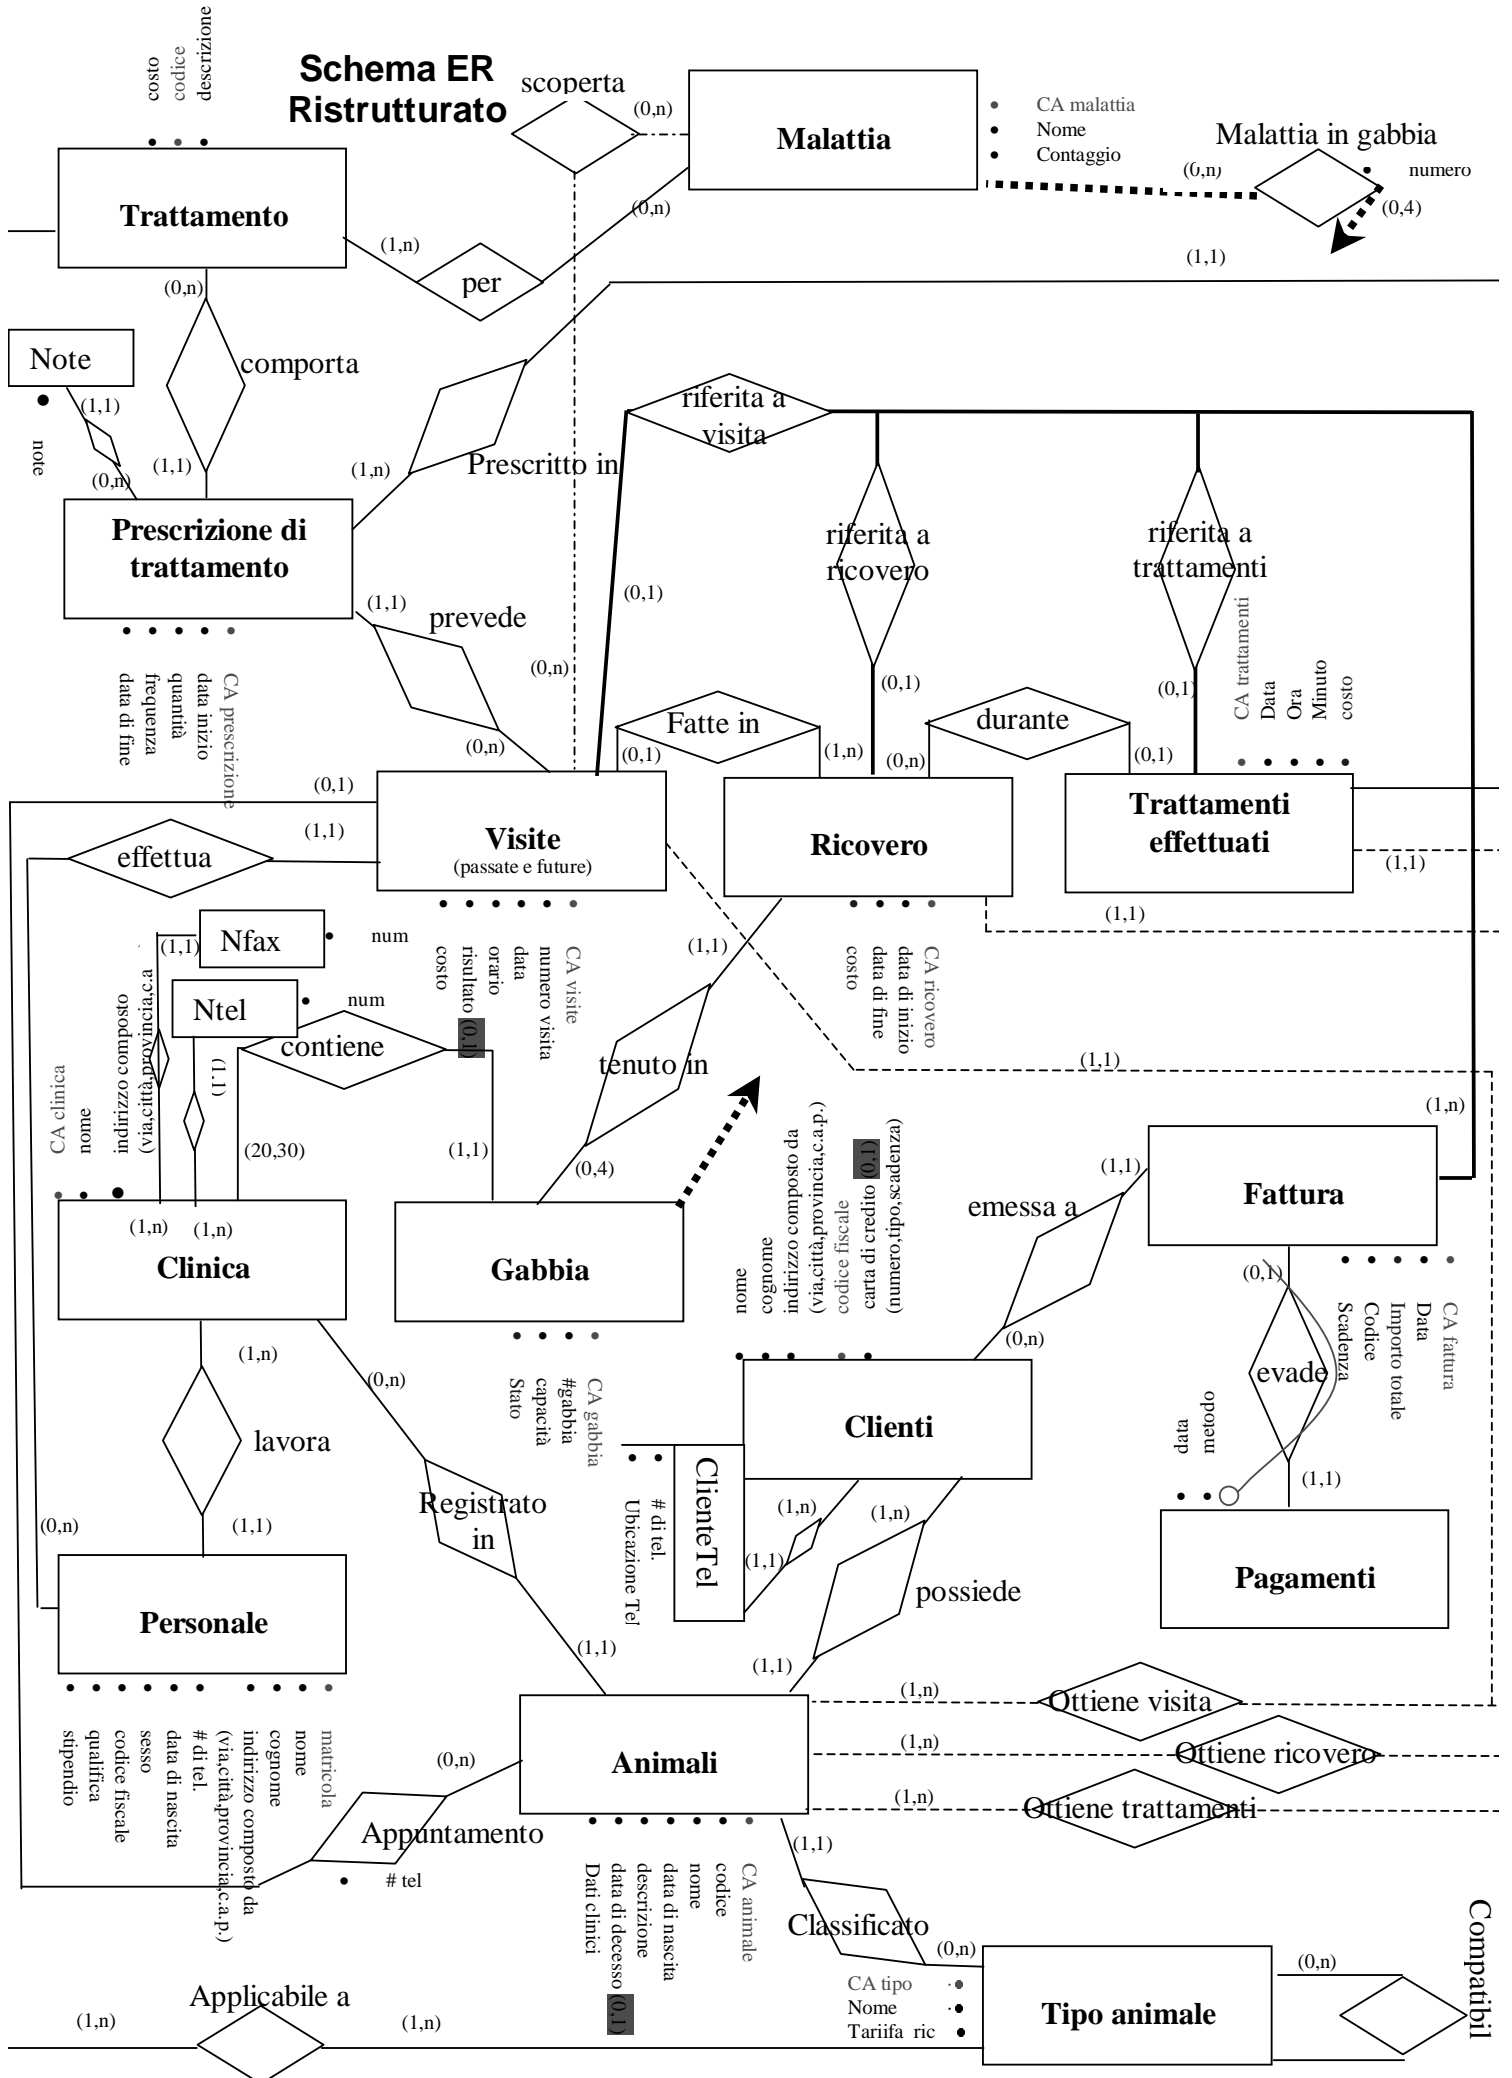 costo
codice
descrizione
Schema ER
Ristrutturato
scoperta
(0,n)
Malattia
CA malattia
Nome
Contaggio
Malattia in gabbia
(0,n)
numero
(0,4)
Trattamento
(0,n)
(1,n)
per
(1,1)
(0,n)
comporta
Note
(1,1)
note
(0,n)
(1,1)
(1,n)
Prescritto in
riferita a
visita
Prescrizione di
trattamento
riferita a
ricovero
riferita a
trattamenti
(0,1)
(1,1)
prevede
(0,n)
(0,n)
CA prescrizione
data inizio
quantità
frequenza
data di fine
(0,1)
(0,1)
CA trattamenti
Data
Ora
Minuto
costo
Fatte in
durante
(0,1)
(1,n)
(0,n)
(0,1)
(0,1)
(1,1)
effettua
Visite
(passate e future)
Ricovero
Trattamenti
effettuati
(1,1)
(1,1)
Nfax
num
(1,1)
Ntel
num
(1,1)
contiene
CA visite
numero visita
data
orario
risultato (0,1)
costo
(1,1)
CA ricovero
data di inizio
data di fine
costo
tenuto in
(1,1)
CA clinica
nome
indirizzo composto
(via,città,provincia,c.a
(20,30)
(1,1)
(0,4)
(1,n)
(1,n)
(1,n)
Clinica
Gabbia
nome
cognome
indirizzo composto da
(via,città,provincia,c.a.p.)
codice fiscale
carta di credito (0,1)
(numero,tipo,scadenza)
emessa a
(1,1)
Fattura
(0,1)
CA fattura
Data
Importo totale
Codice
Scadenza
(0,n)
evade
metodo
data
(1,1)
(1,n)
(0,n)
CA gabbia
#gabbia
capacità
Stato
Clienti
lavora
Registrato
in
ClienteTel
# di tel.
Ubicazione Tel
(1,n)
(1,n)
(1,1)
possiede
(0,n)
(1,1)
Personale
Pagamenti
(1,1)
(1,1)
(1,n)
Ottiene visita
(1,n)
Ottiene ricovero
(1,n)
Ottiene trattamenti
Animali
(0,n)
matricola
nome
cognome
indirizzo composto da
(via,città,provincia,c.a.p.)
# di tel.
data di nascita
sesso
codice fiscale
qualifica
stipendio
Appuntamento
# tel
CA animale
codice
nome
data di nascita
descrizione
data di decesso (0,1)
Dati clinici
(1,1)
Classificato
(0,n)
CA tipo
Nome
Tariifa ric
Tipo animale
(0,n)
Compatibil
Applicabile a
(1,n)
(1,n)